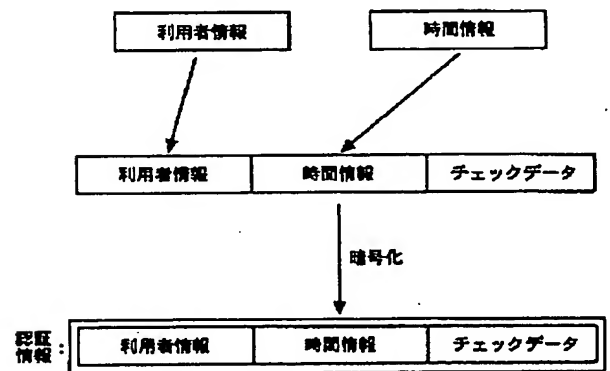 利用者情報 時間情報
利用者情報 時間情報 チェックデータ
暗号化
認証
情報:
利用者情報 時間情報 チェックデータ